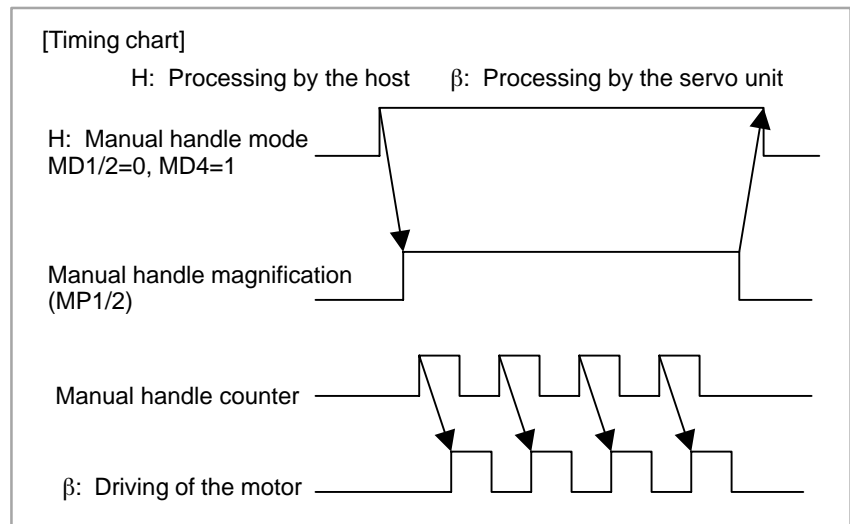 [Timing chart]
H: Processing by the host β: Processing by the servo unit
H: Manual handle mode
MD1/2=0, MD4=1
Manual handle magnification
(MP1/2)
Manual handle counter
β: Driving of the motor